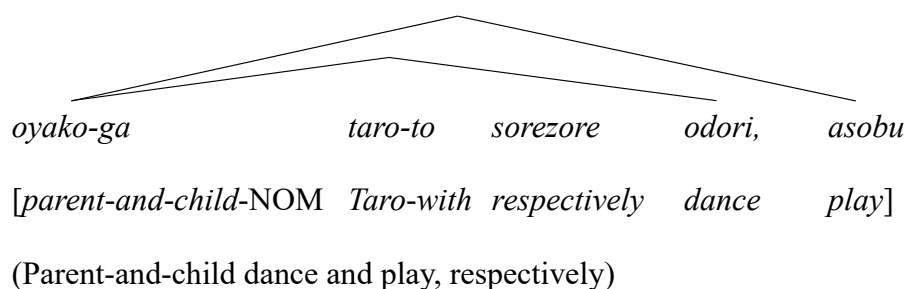 oyako-ga taro-to sorezore odori, asobu
[parent-and-child-NOM Taro-with respectively dance play]
(Parent-and-child dance and play, respectively)